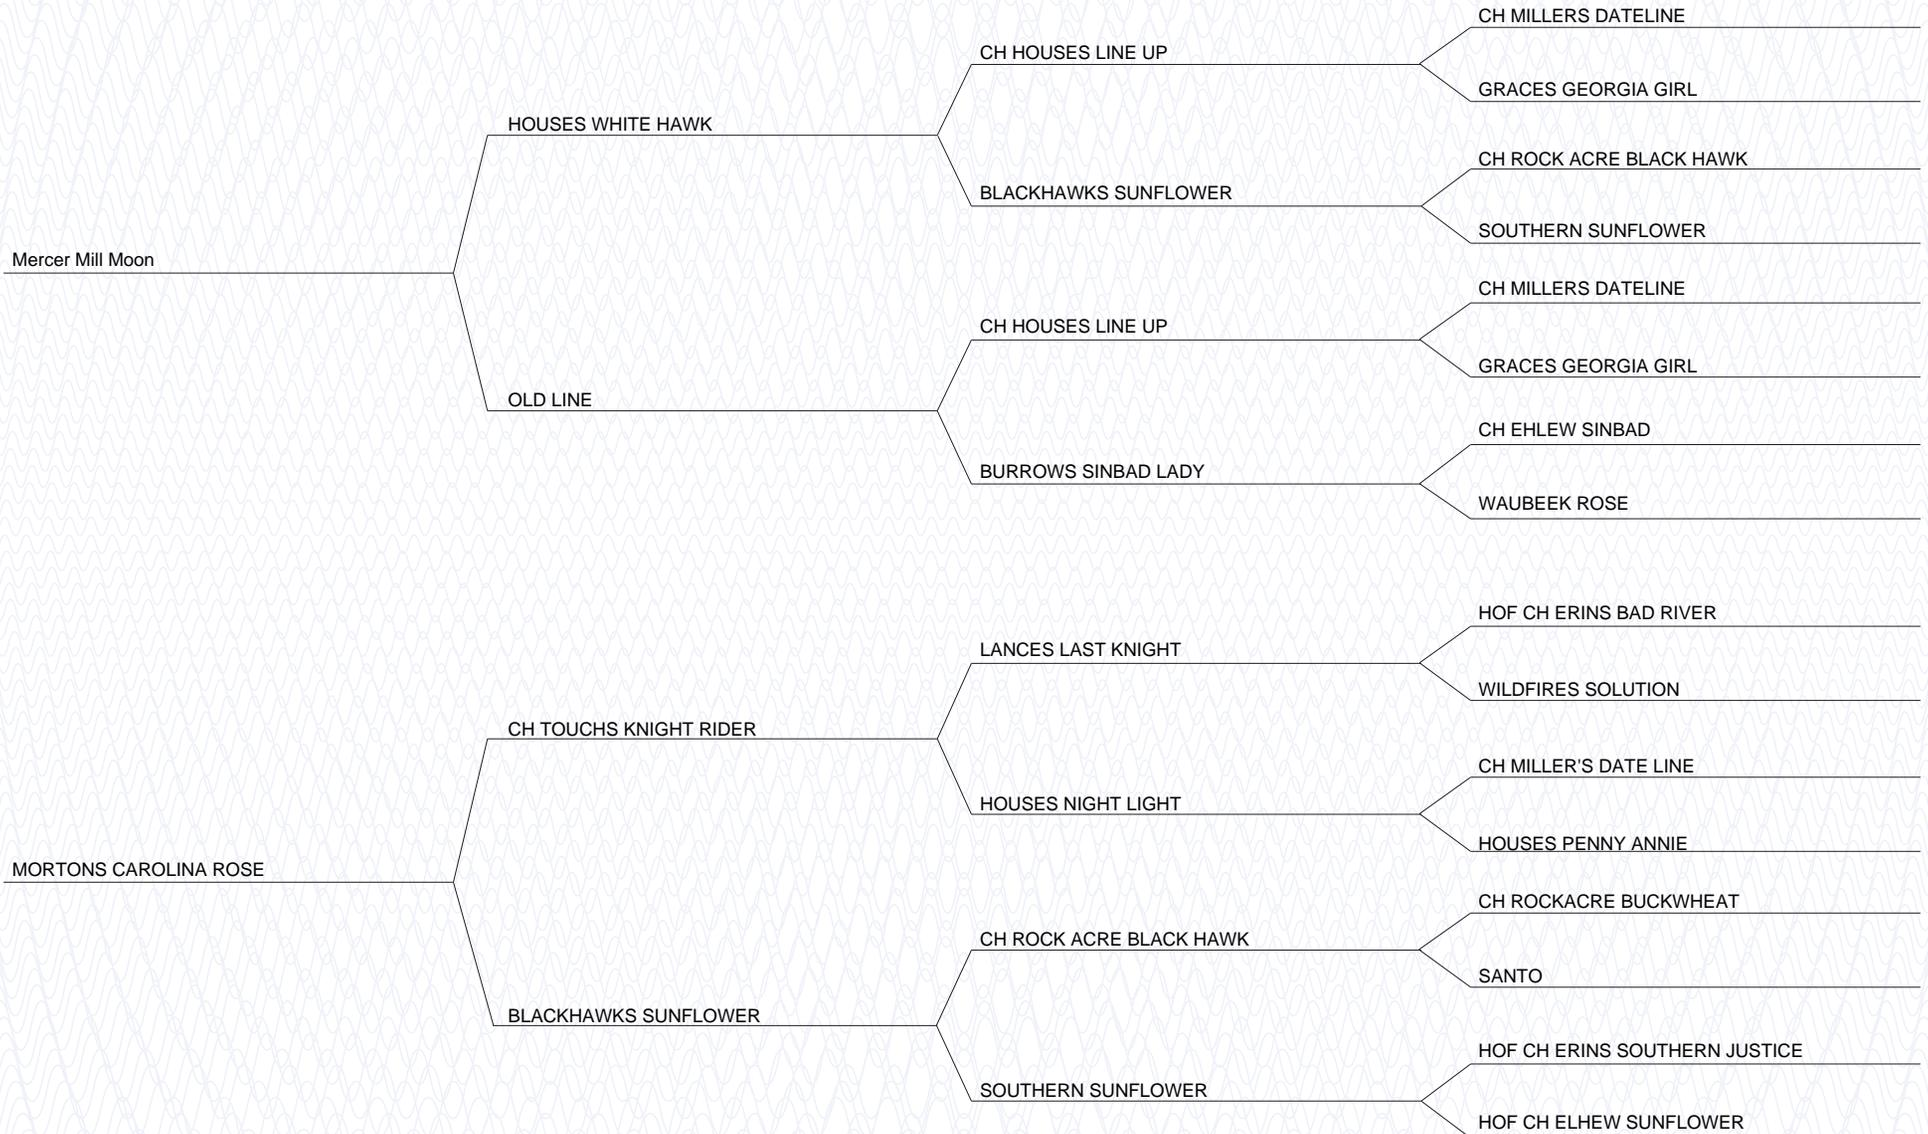 CH MILLERS DATELINE
CH HOUSES LINE UP
GRACES GEORGIA GIRL
HOUSES WHITE HAWK
CH ROCK ACRE BLACK HAWK
BLACKHAWKS SUNFLOWER
SOUTHERN SUNFLOWER
Mercer Mill Moon
CH MILLERS DATELINE
CH HOUSES LINE UP
GRACES GEORGIA GIRL
OLD LINE
CH EHLEW SINBAD
BURROWS SINBAD LADY
WAUBEEK ROSE
HOF CH ERINS BAD RIVER
LANCES LAST KNIGHT
WILDFIRES SOLUTION
CH TOUCHS KNIGHT RIDER
CH MILLER'S DATE LINE
HOUSES NIGHT LIGHT
HOUSES PENNY ANNIE
MORTONS CAROLINA ROSE
CH ROCKACRE BUCKWHEAT
CH ROCK ACRE BLACK HAWK
SANTO
BLACKHAWKS SUNFLOWER
HOF CH ERINS SOUTHERN JUSTICE
SOUTHERN SUNFLOWER
HOF CH ELHEW SUNFLOWER